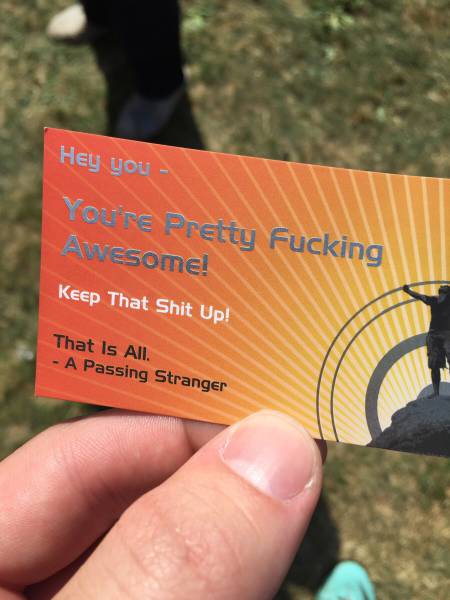 Hey you -
You're Pretty Fucking
Awesome!
Keep That Shit Up!
That Is All.
- A Passing Stranger